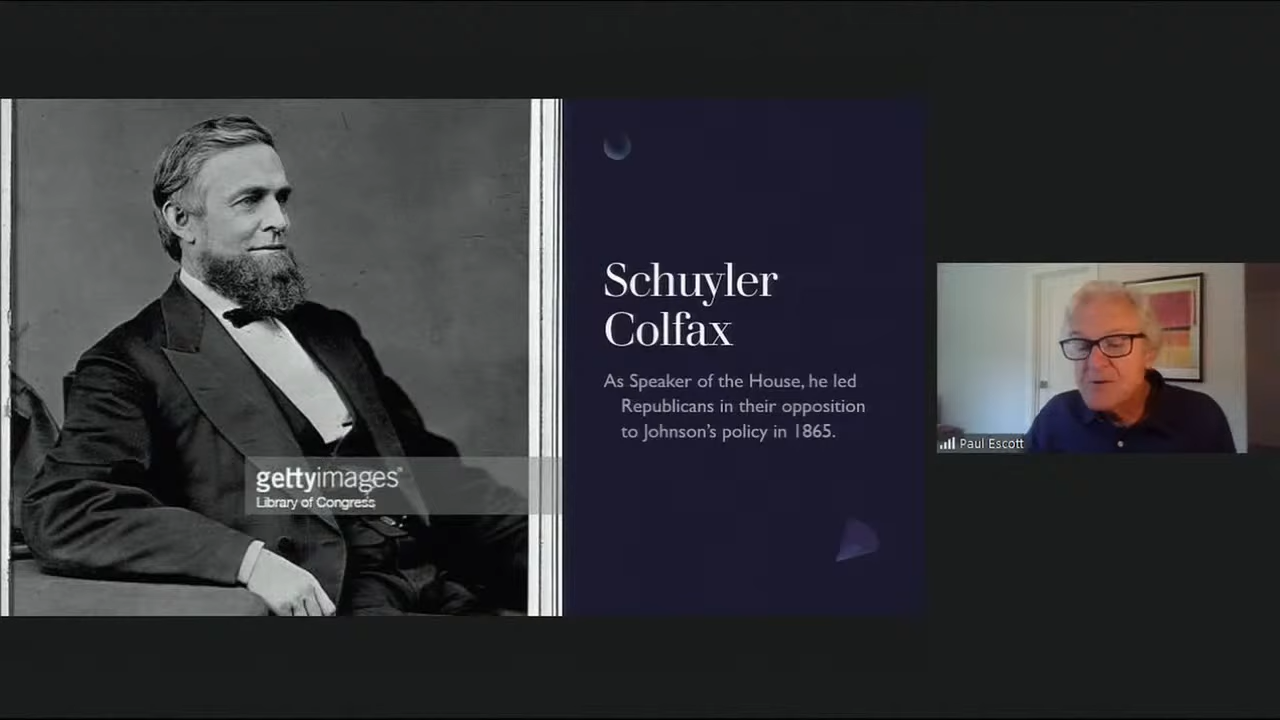 gettyimages®
Library of Congress
Schuyler
Colfax
As Speaker of the House, he led
Republicans in their opposition
to Johnson's policy in 1865.
Paul Escott